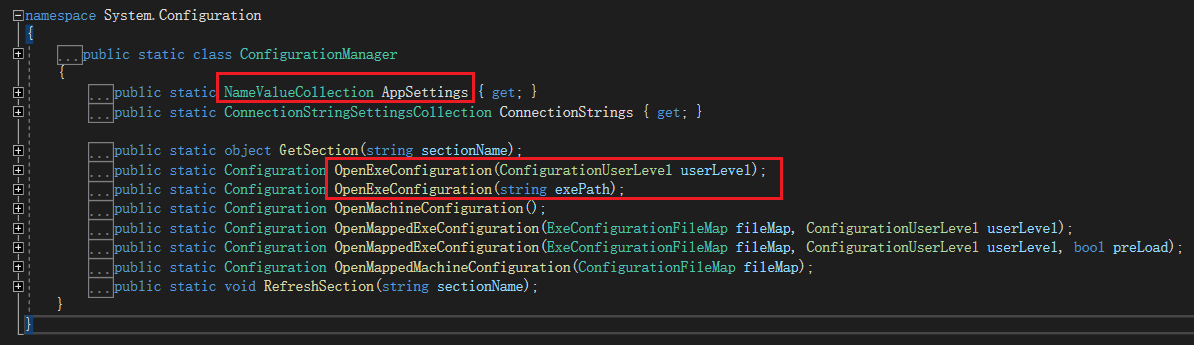 namespace System.Configuration
{
...public static class ConfigurationManager
{
...public static NameValueCollection AppSettings { get; }
...public static ConnectionStringSettingsCollection ConnectionStrings { get; }
...public static object GetSection(string sectionName);
...public static Configuration OpenExeConfiguration(ConfigurationUserLevel userLevel);
...public static Configuration OpenExeConfiguration(string exePath);
...public static Configuration OpenMachineConfiguration();
...public static Configuration OpenMappedExeConfiguration(ExeConfigurationFileMap fileMap, ConfigurationUserLevel userLevel);
...public static Configuration OpenMappedExeConfiguration(ExeConfigurationFileMap fileMap, ConfigurationUserLevel userLevel, bool preLoad);
...public static Configuration OpenMappedMachineConfiguration(ConfigurationFileMap fileMap);
...public static void RefreshSection(string sectionName);
}
}